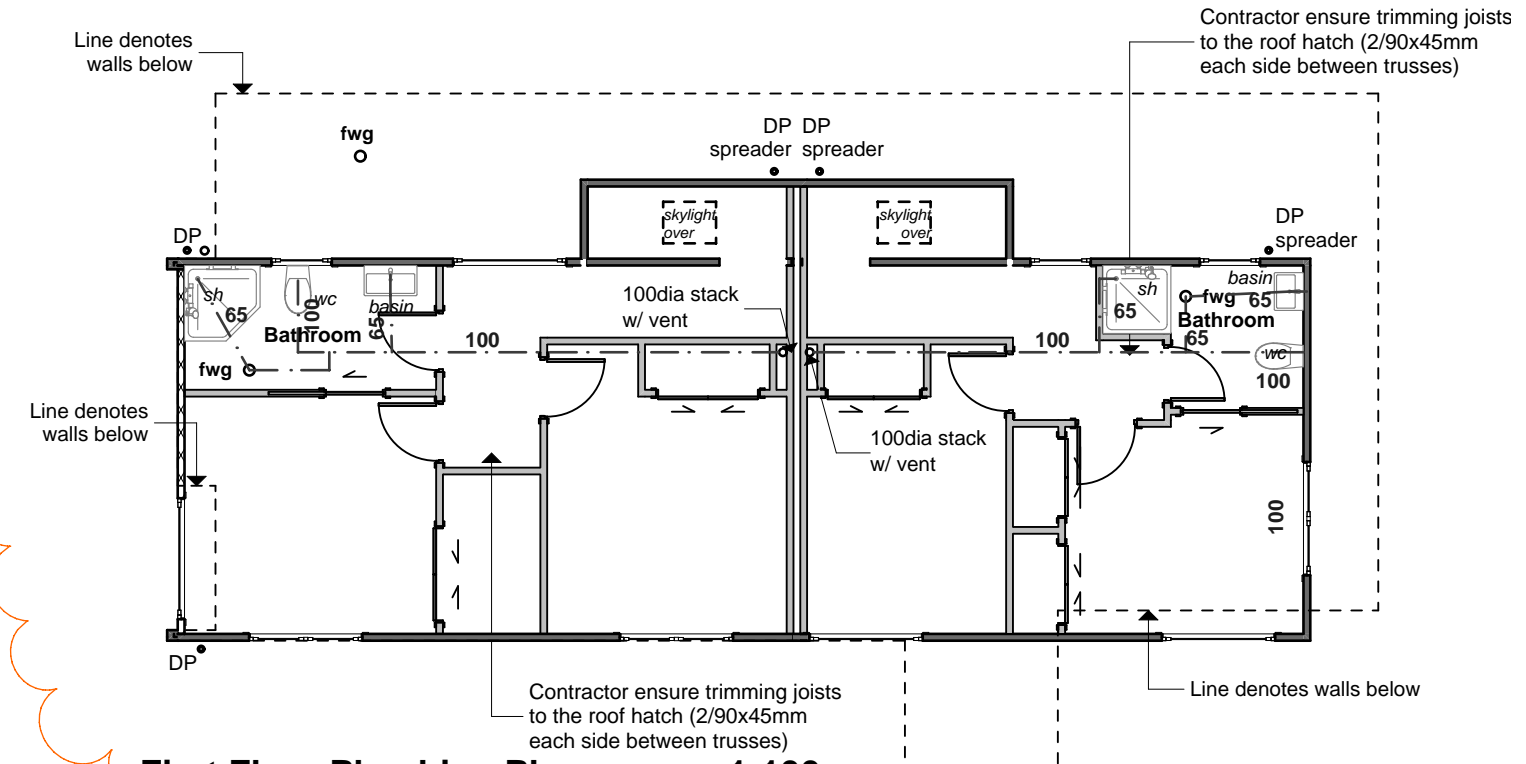 Contractor ensure trimming joists
to the roof hatch (2/90x45mm
each side between trusses)
Line denotes
walls below
fwg
DP DP
spreader spreader
DP
DP
spreader
skylight
over
skylight
over
sh
65
wc
100
basin
65
Bathroom
fwg
100
100dia stack
w/ vent
100
sh
65
basin
fwg
65
Bathroom
65
wc
100
Line denotes
walls below
100dia stack
w/ vent
100
DP
Contractor ensure trimming joists
to the roof hatch (2/90x45mm
each side between trusses)
Line denotes walls below